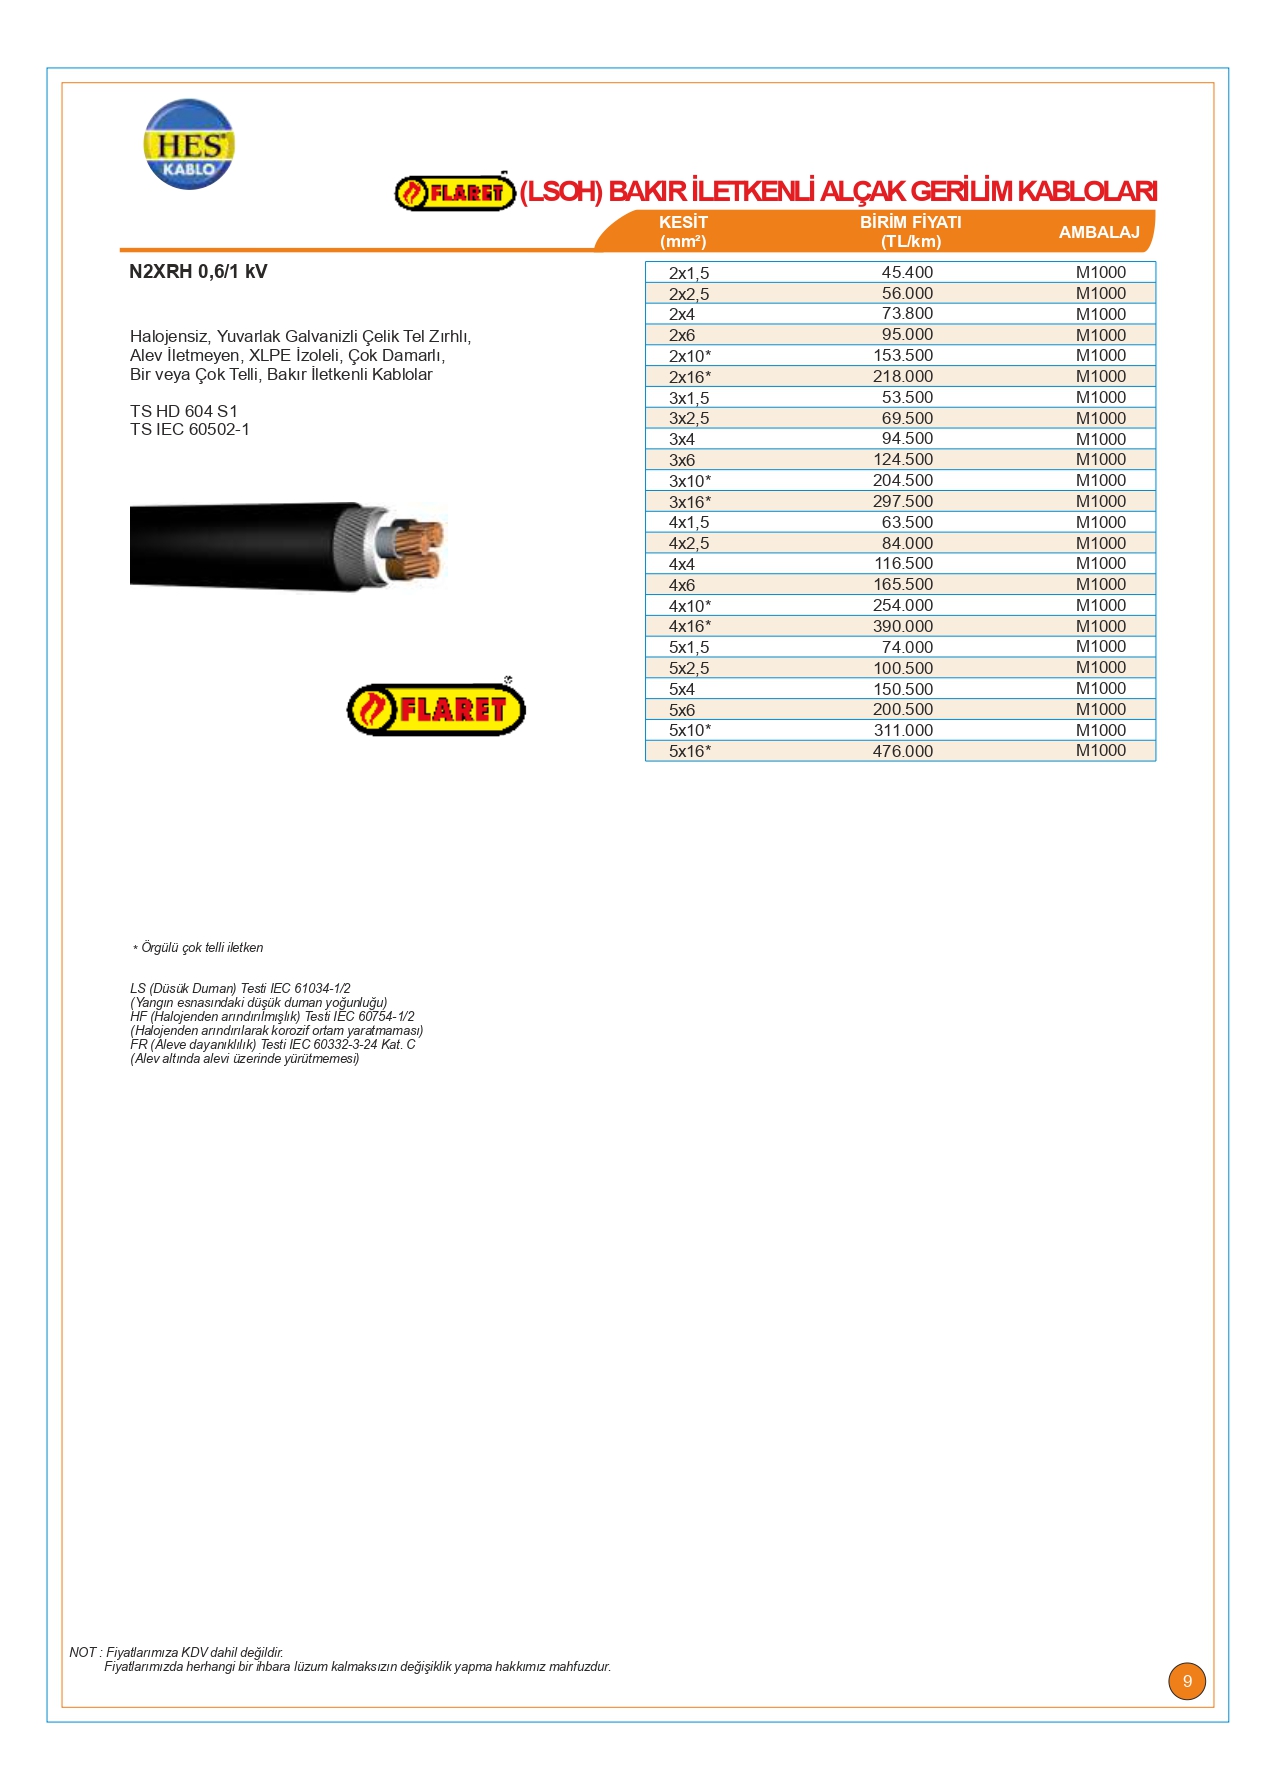 HES
KABLO
FLARET (LSOH) BAKIR İLETKENLİ ALÇAK GERİLİM KABLOLARI
KESİT (mm²) BİRİM FİYATI (TL/km) AMBALAJ
N2XRH 0,6/1 kV
Halojensiz, Yuvarlak Galvanizli Çelik Tel Zırhlı,
Alev İletmeyen, XLPE İzoleli, Çok Damarlı,
Bir veya Çok Telli, Bakır İletkenli Kablolar
TS HD 604 S1
TS IEC 60502-1
FLARET
2x1,5 45.400 M1000
2x2,5 56.000 M1000
2x4 73.800 M1000
2x6 95.000 M1000
2x10* 153.500 M1000
2x16* 218.000 M1000
3x1,5 53.500 M1000
3x2,5 69.500 M1000
3x4 94.500 M1000
3x6 124.500 M1000
3x10* 204.500 M1000
3x16* 297.500 M1000
4x1,5 63.500 M1000
4x2,5 84.000 M1000
4x4 116.500 M1000
4x6 165.500 M1000
4x10* 254.000 M1000
4x16* 390.000 M1000
5x1,5 74.000 M1000
5x2,5 100.500 M1000
5x4 150.500 M1000
5x6 200.500 M1000
5x10* 311.000 M1000
5x16* 476.000 M1000
* Örgülü çok telli iletken
LS (Düsük Duman) Testi IEC 61034-1/2
(Yangın esnasındaki düşük duman yoğunluğu)
HF (Halojenden arındırılmışlık) Testi IEC 60754-1/2
(Halojenden arındırılarak korozif ortam yaratmaması)
FR (Aleve dayanıklılık) Testi IEC 60332-3-24 Kat. C
(Alev altında alevi üzerinde yürütmemesi)
NOT : Fiyatlarımıza KDV dahil değildir.
Fiyatlarımızda herhangi bir ihbara lüzum kalmaksızın değişiklik yapma hakkımız mahfuzdur.
9